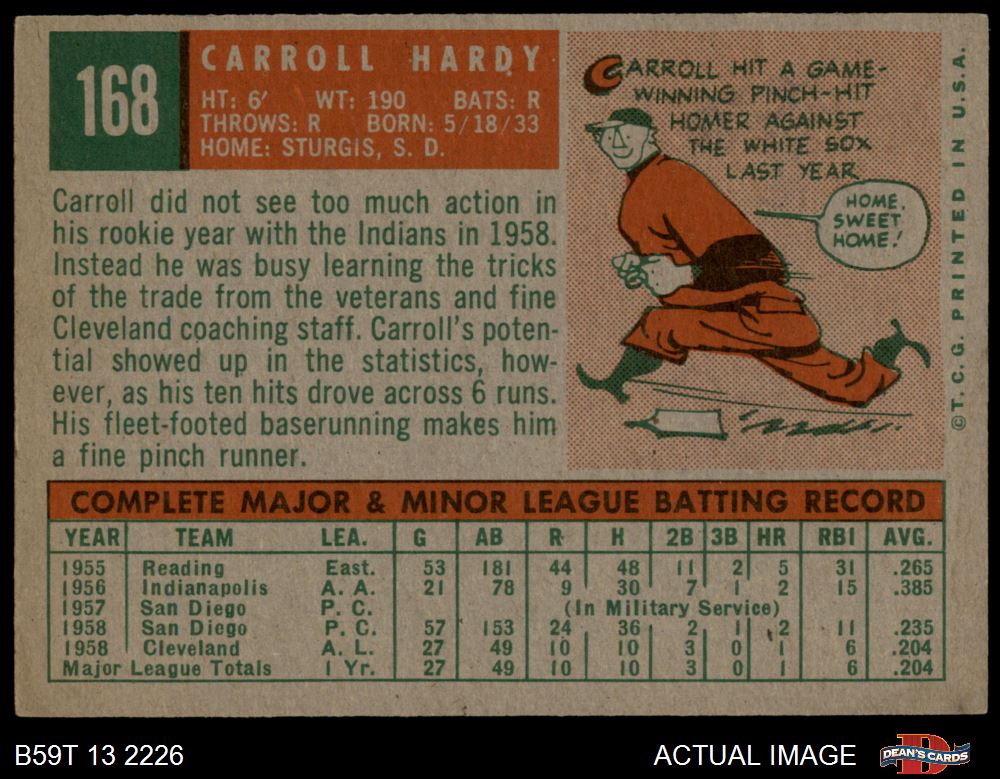 168
CARROLL HARDY
HT: 6' WT: 190 BATS: R
THROWS: R BORN: 5/18/33
HOME: STURGIS, S. D.
Carroll did not see too much action in
his rookie year with the Indians in 1958.
Instead he was busy learning the tricks
of the trade from the veterans and fine
Cleveland coaching staff. Carroll's poten-
tial showed up in the statistics, how-
ever, as his ten hits drove across 6 runs.
His fleet-footed baserunning makes him
a fine pinch runner.
CARROLL HIT A GAME-
WINNING PINCH-HIT
HOMER AGAINST
THE WHITE SOX
LAST YEAR
HOME,
SWEET
HOME!
© T. C. G. PRINTED IN U.S.A.
COMPLETE MAJOR & MINOR LEAGUE BATTING RECORD
YEAR TEAM LEA. G AB R H 2B 3B HR RBI AVG.
1955 Reading East. 53 181 44 48 11 2 5 31 .265
1956 Indianapolis A. A. 21 78 9 30 7 1 2 15 .385
1957 San Diego P. C. (In Military Service)
1958 San Diego P. C. 57 153 24 36 2 1 2 11 .235
1958 Cleveland A. L. 27 49 10 10 3 0 1 6 .204
Major League Totals 1 Yr. 27 49 10 10 3 0 1 6 .204
B59T 13 2226
ACTUAL IMAGE
DEAN'S CARDS